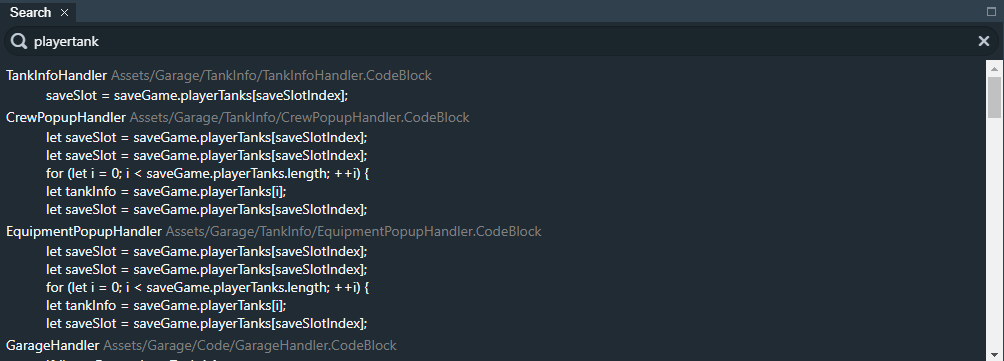 Search
playertank
TankInfoHandler Assets/Garage/TankInfo/TankInfoHandler.CodeBlock
saveSlot = saveGame.playerTanks[saveSlotIndex];
CrewPopupHandler Assets/Garage/TankInfo/CrewPopupHandler.CodeBlock
let saveSlot = saveGame.playerTanks[saveSlotIndex];
let saveSlot = saveGame.playerTanks[saveSlotIndex];
for (let i = 0; i < saveGame.playerTanks.length; ++i) {
let tankInfo = saveGame.playerTanks[i];
let saveSlot = saveGame.playerTanks[saveSlotIndex];
EquipmentPopupHandler Assets/Garage/TankInfo/EquipmentPopupHandler.CodeBlock
let saveSlot = saveGame.playerTanks[saveSlotIndex];
let saveSlot = saveGame.playerTanks[saveSlotIndex];
for (let i = 0; i < saveGame.playerTanks.length; ++i) {
let tankInfo = saveGame.playerTanks[i];
let saveSlot = saveGame.playerTanks[saveSlotIndex];
GarageHandler Assets/Garage/Code/GarageHandler.CodeBlock